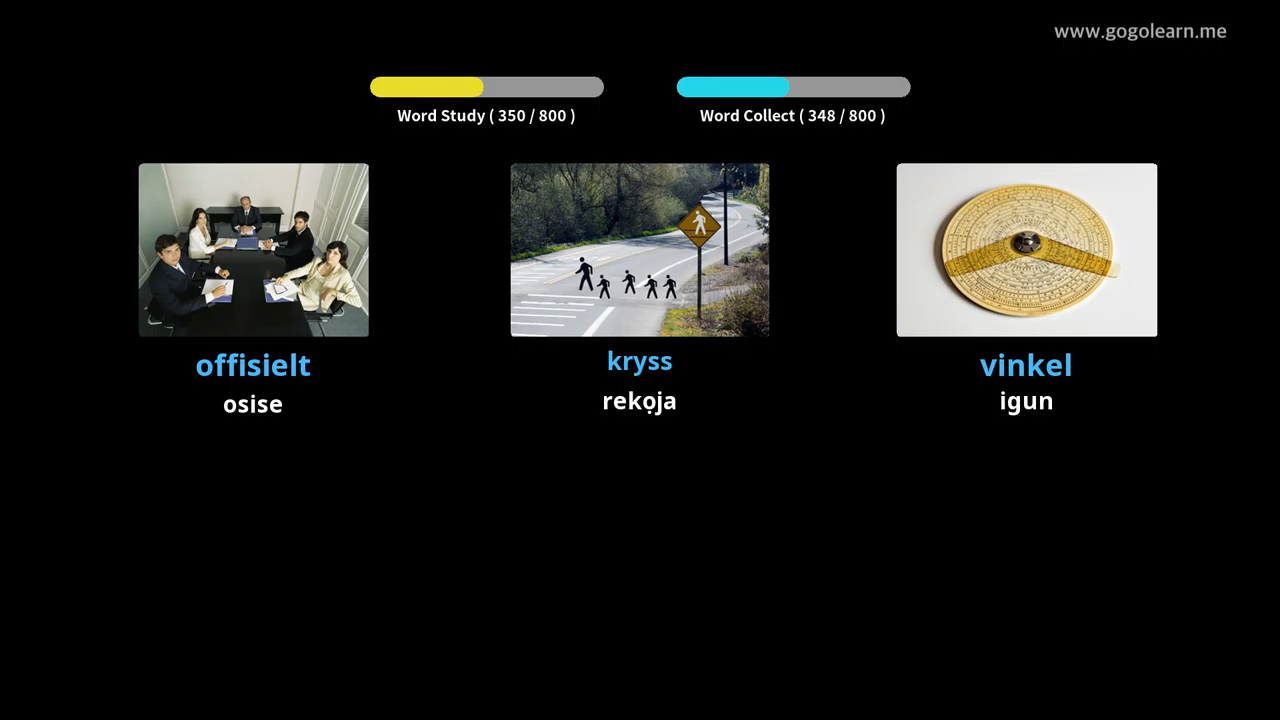 www.gogolearn.me
Word Study ( 350 / 800 )
Word Collect ( 348 / 800 )
offisielt
kryss
vinkel
osise
rekọja
igun